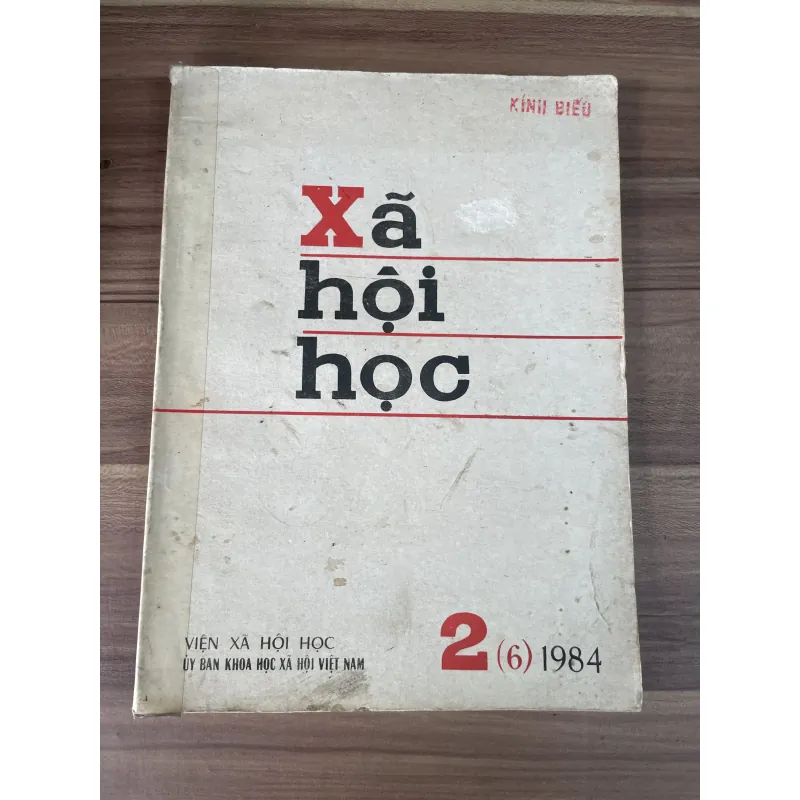 KÍNH BIẾU
Xã
hội
học
VIỆN XÃ HỘI HỌC
ỦY BAN KHOA HỌC XÃ HỘI VIỆT NAM
2 (6) 1984